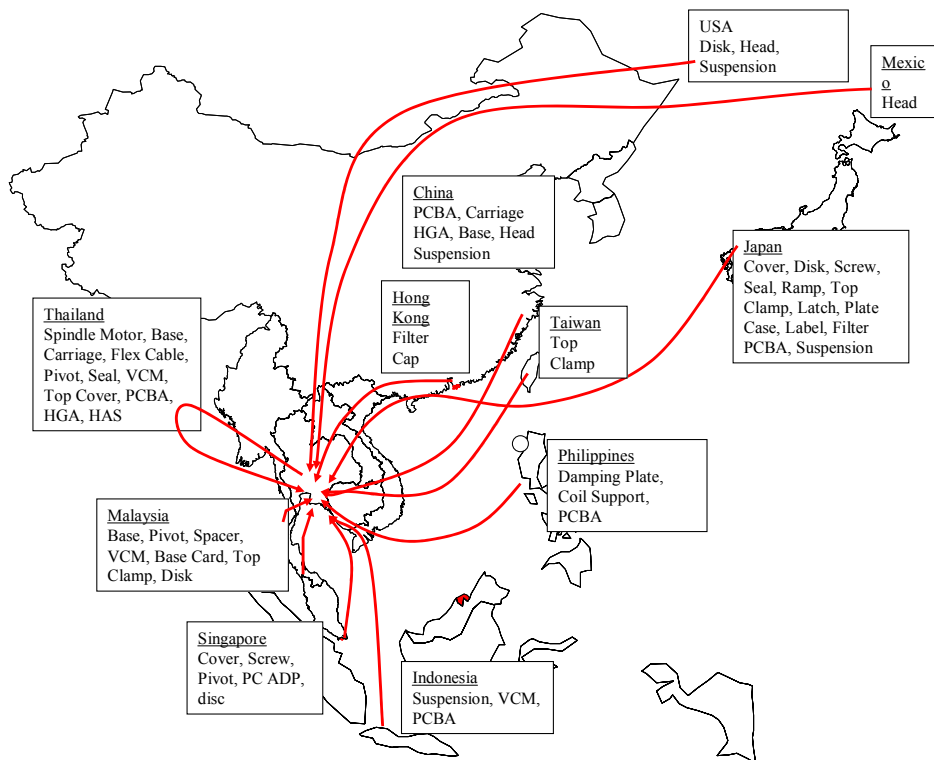 USA
Disk, Head,
Suspension
Mexic
o
Head
China
PCBA, Carriage
HGA, Base, Head
Suspension
Japan
Cover, Disk, Screw,
Seal, Ramp, Top
Clamp, Latch, Plate
Case, Label, Filter
PCBA, Suspension
Hong
Kong
Filter
Cap
Taiwan
Top
Clamp
Thailand
Spindle Motor, Base,
Carriage, Flex Cable,
Pivot, Seal, VCM,
Top Cover, PCBA,
HGA, HAS
Philippines
Damping Plate,
Coil Support,
PCBA
Malaysia
Base, Pivot, Spacer,
VCM, Base Card, Top
Clamp, Disk
Singapore
Cover, Screw,
Pivot, PC ADP,
disc
Indonesia
Suspension, VCM,
PCBA